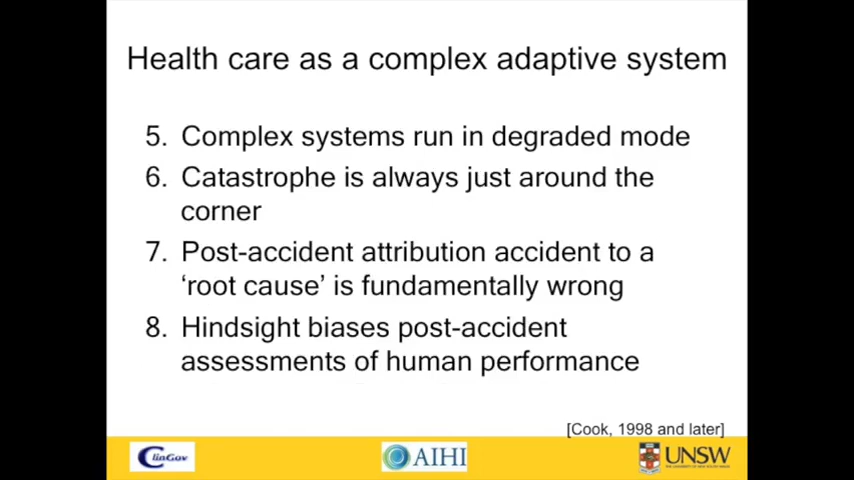 Health care as a complex adaptive system
5. Complex systems run in degraded mode
6. Catastrophe is always just around the
corner
7. Post-accident attribution accident to a
‘root cause’ is fundamentally wrong
8. Hindsight biases post-accident
assessments of human performance
[Cook, 1998 and later]
ClinGov
AIHI
UNSW